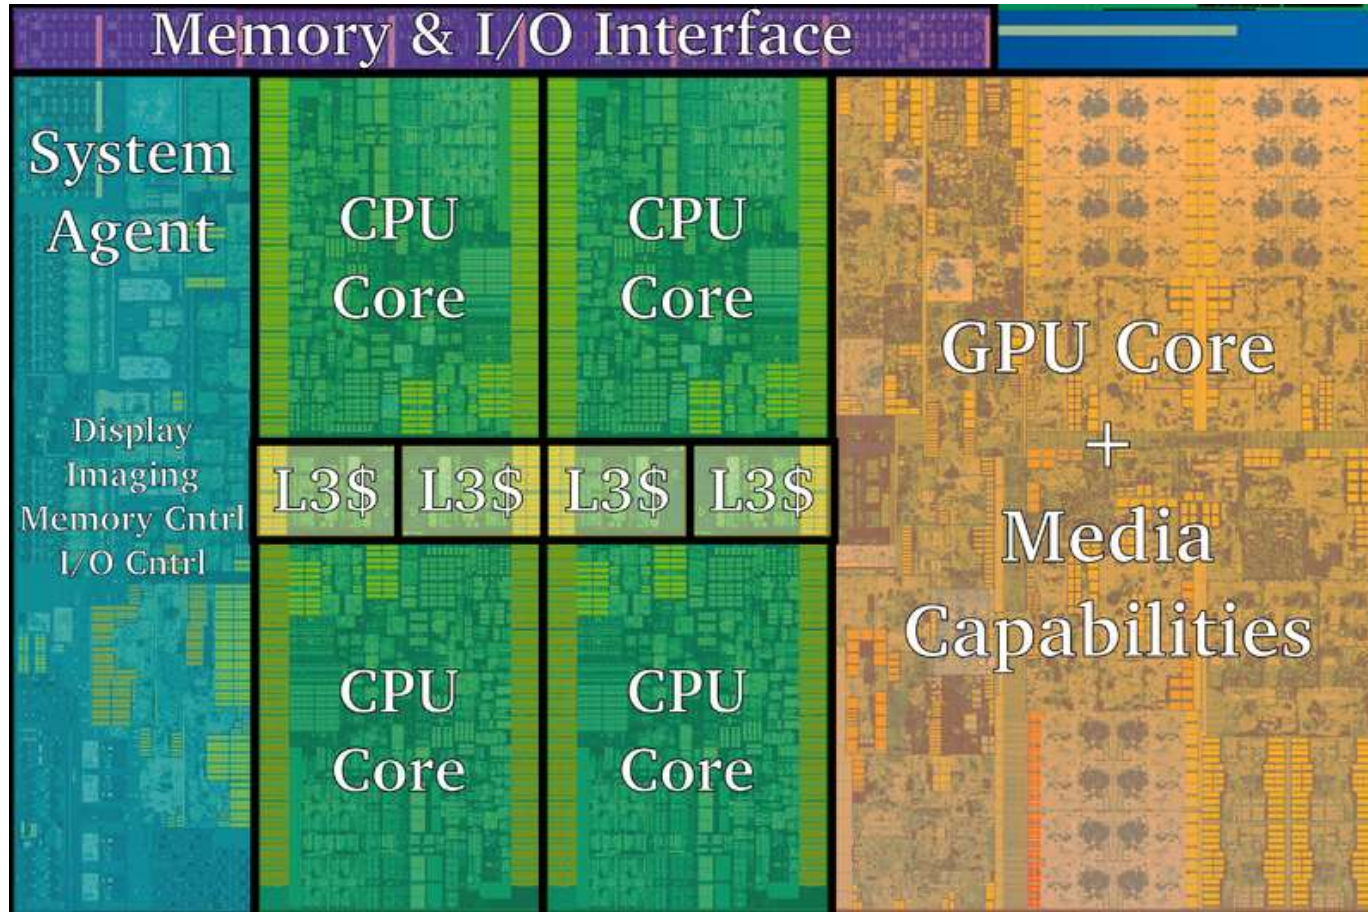 Memory & I/O Interface
System
Agent
Display
Imaging
Memory Cntrl
I/O Cntrl
CPU
Core
CPU
Core
L3$ L3$ L3$ L3$
CPU
Core
CPU
Core
GPU Core
+
Media
Capabilities